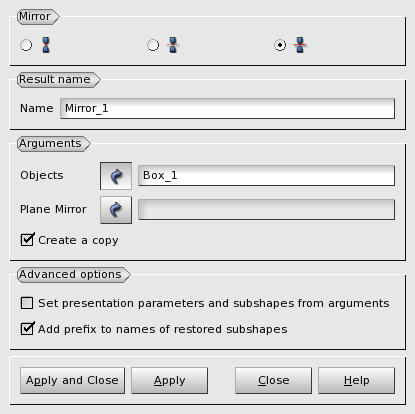 Mirror
Result name
Name Mirror_1
Arguments
Objects Box_1
Plane Mirror
Create a copy
Advanced options
Set presentation parameters and subshapes from arguments
Add prefix to names of restored subshapes
Apply and Close Apply Close Help